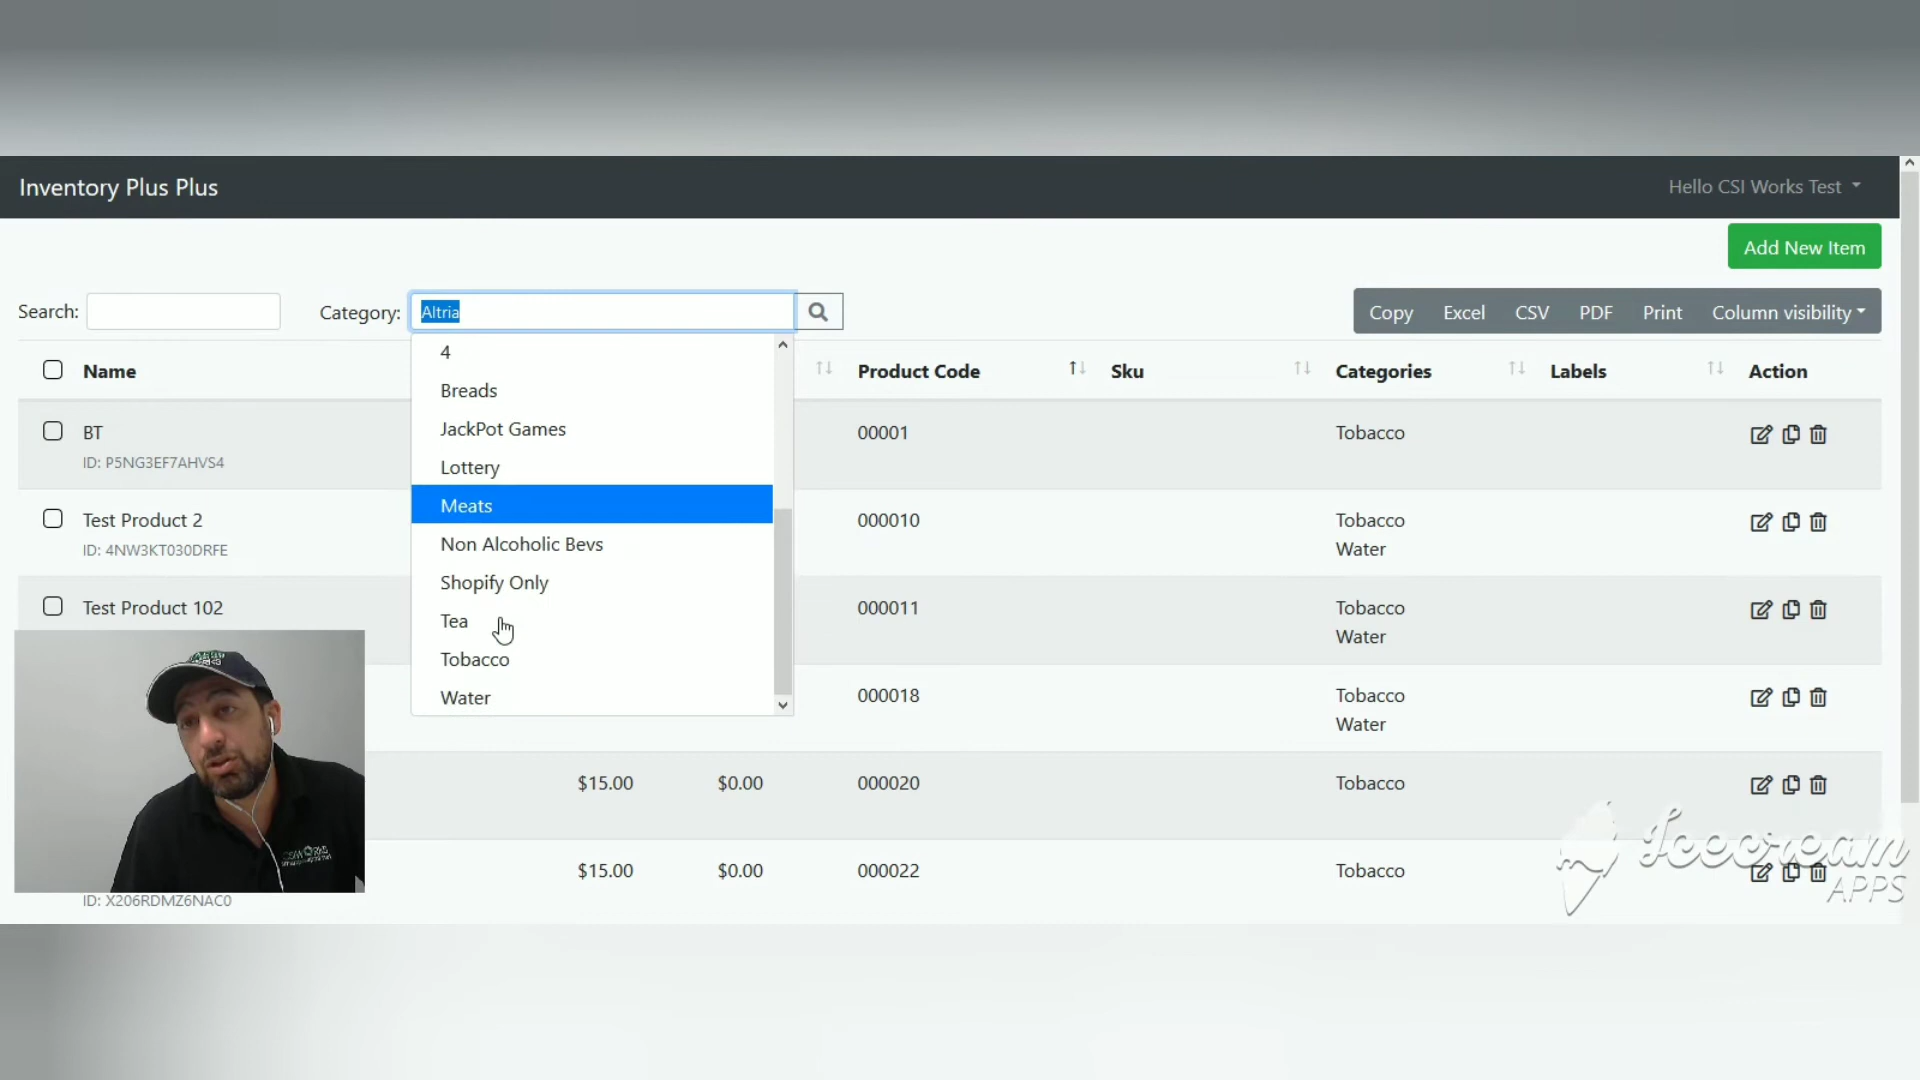 Inventory Plus Plus
Hello CSI Works Test
Add New Item
Search:
Category: Altria
Copy Excel CSV PDF Print Column visibility
Name Product Code Sku Categories Labels Action
4
Breads
JackPot Games
Lottery
Meats
Non Alcoholic Bevs
Shopify Only
Tea
Tobacco
Water
BT 00001 Tobacco
ID: P5NG3EF7AHVS4
Test Product 2 000010 Tobacco
ID: 4NW3KT030DRFE Water
Test Product 102 000011 Tobacco
Water
000018 Tobacco
Water
$15.00 $0.00 000020 Tobacco
$15.00 $0.00 000022 Tobacco
ID: X206RDMZ6NAC0
Icecream
APPS